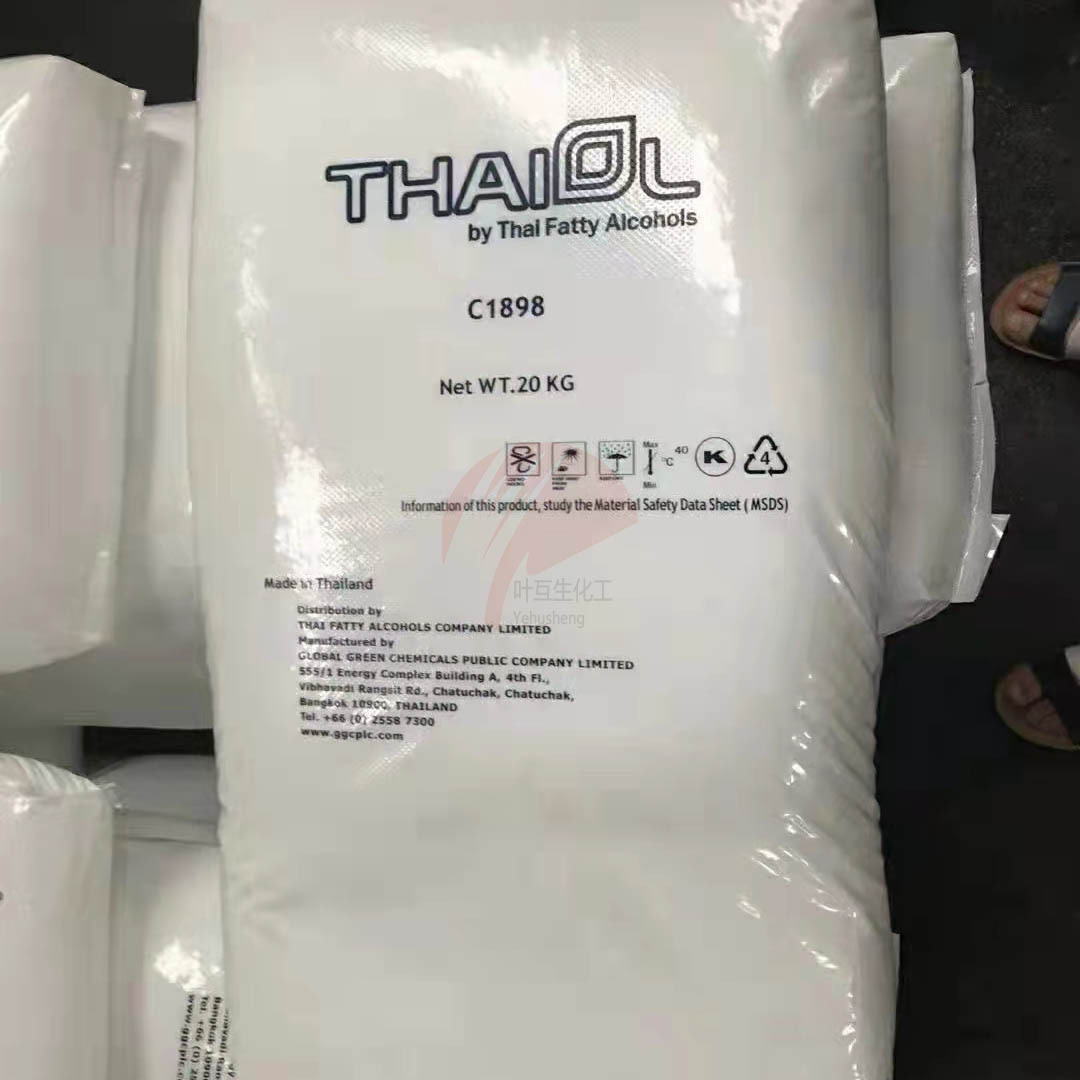 THAIOL
by Thai Fatty Alcohols
C1898
Net WT.20 KG
Max
40
°C
Min
K
4
Information of this product, study the Material Safety Data Sheet ( MSDS)
叶互生化工
Yehusheng
Made in Thailand
Distribution by
THAI FATTY ALCOHOLS COMPANY LIMITED
Manufactured by
GLOBAL GREEN CHEMICALS PUBLIC COMPANY LIMITED
555/1 Energy Complex Building A, 4th Fl.,
Vibhavadi Rangsit Rd., Chatuchak, Chatuchak,
Bangkok 10900, THAILAND
Tel. +66 (0) 2558 7300
www.ggcplc.com